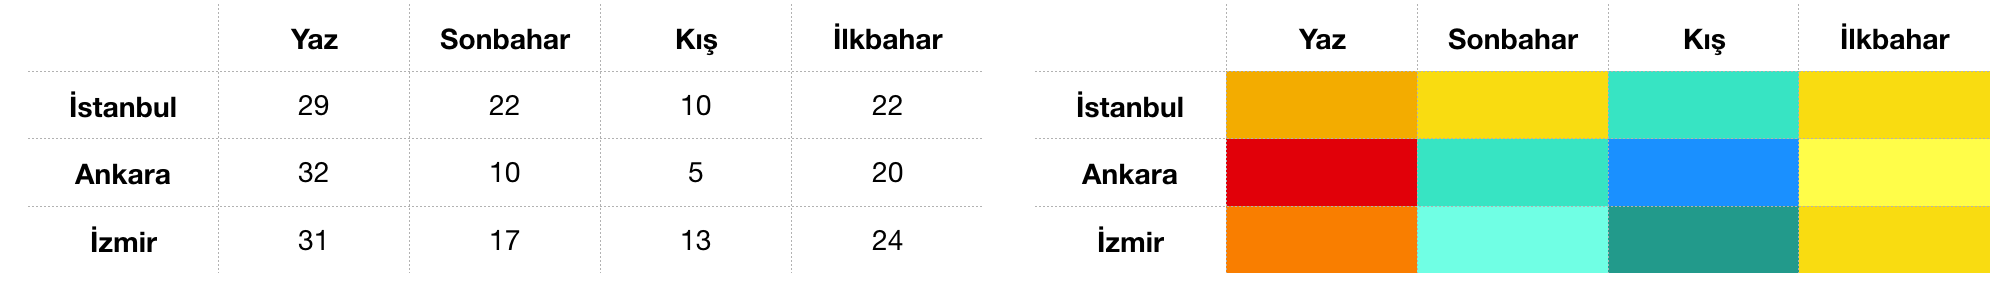 Yaz Sonbahar Kış İlkbahar
İstanbul 29 22 10 22
Ankara 32 10 5 20
İzmir 31 17 13 24
Yaz Sonbahar Kış İlkbahar
İstanbul
Ankara
İzmir